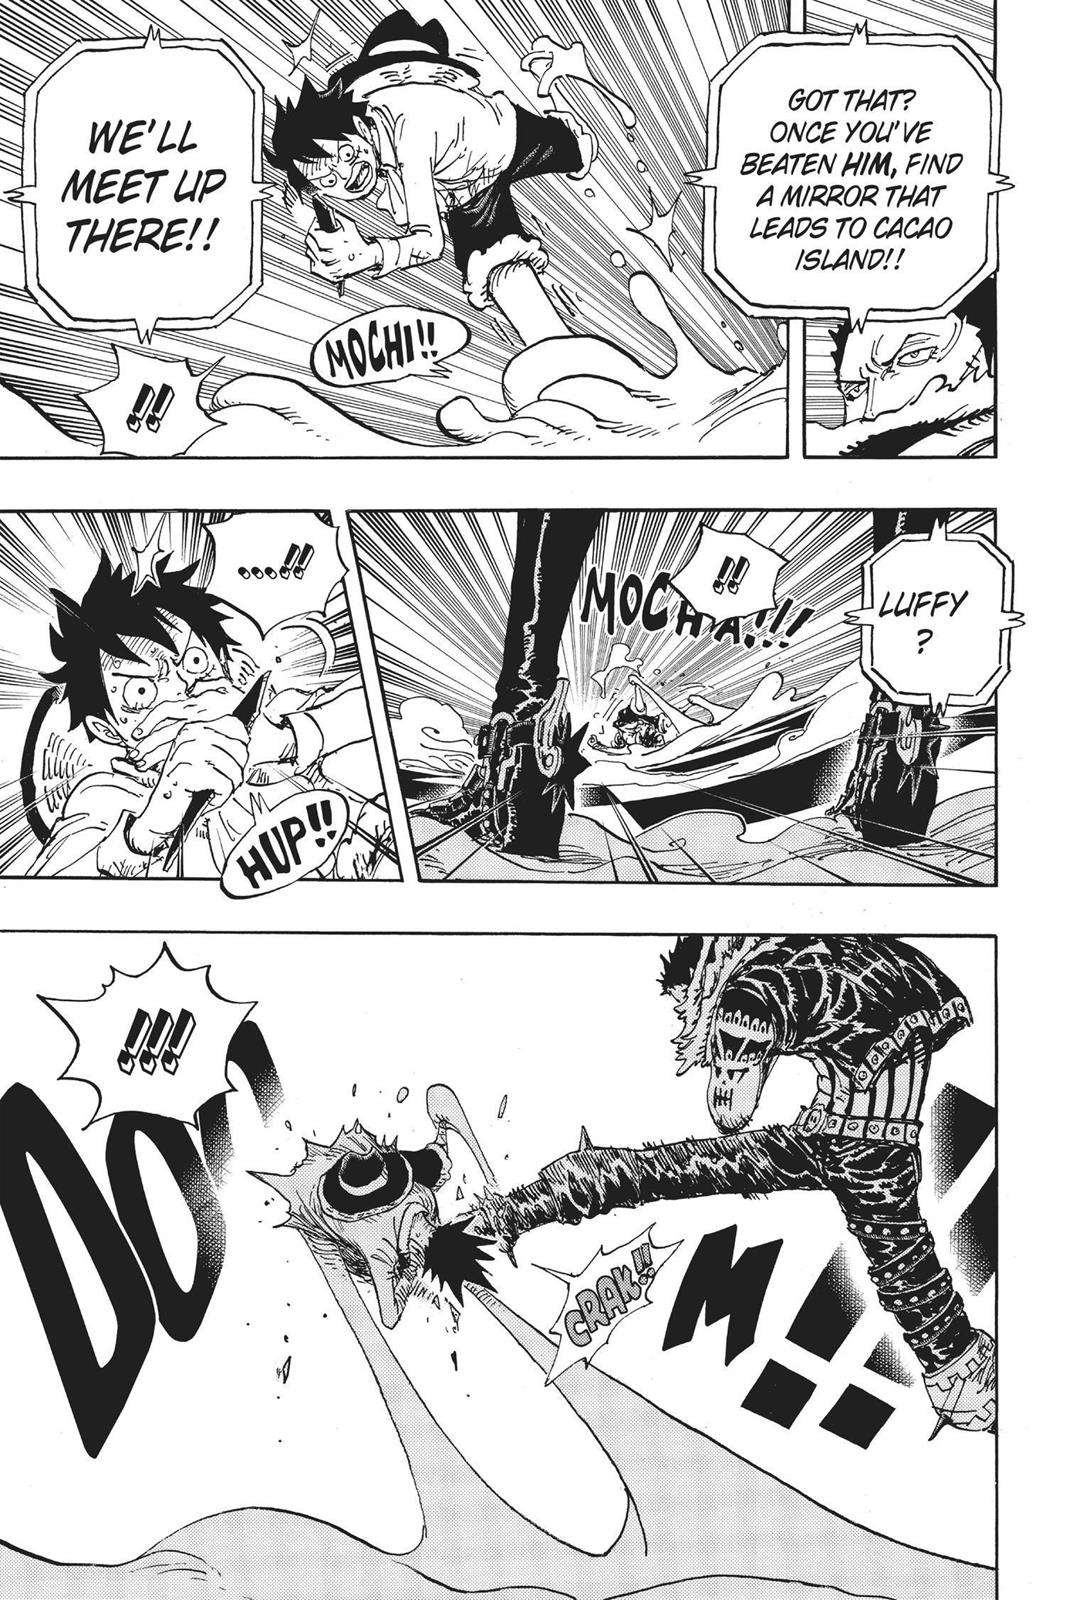 GOT THAT?
ONCE YOU'VE
BEATEN HIM, FIND
A MIRROR THAT
LEADS TO CACAO
ISLAND!!
WE'LL
MEET UP
THERE!!
MOCHI!!
!!
LUFFY
?
!!
MOCHA!!!
...!!
HUP!!
!!!
CRAK!!
DOOM!!